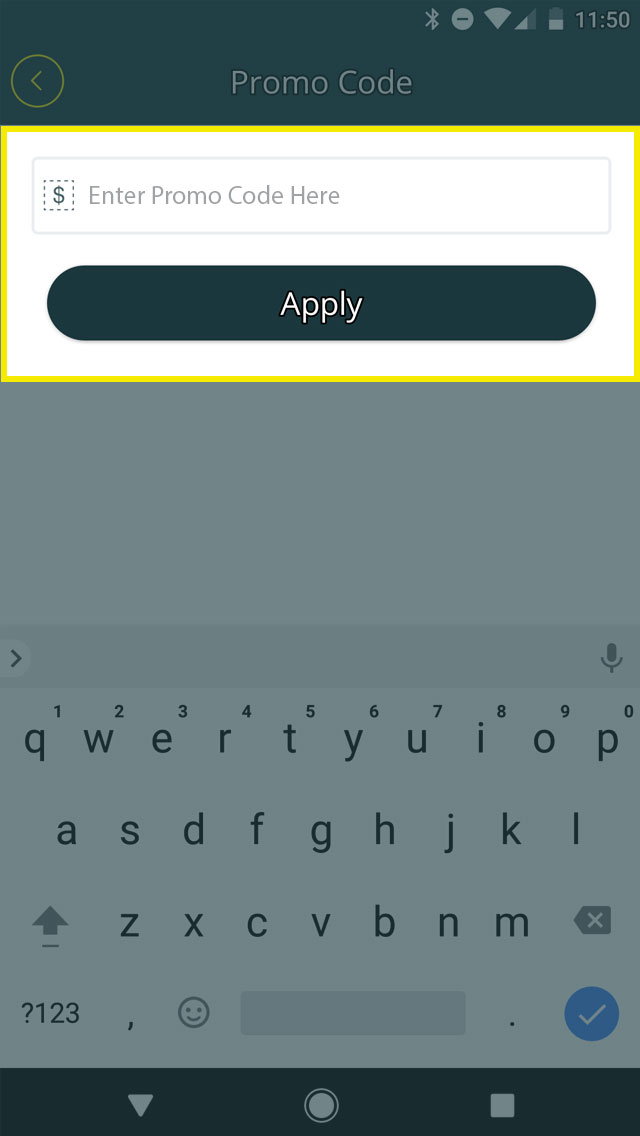 11:50
Promo Code
$ Enter Promo Code Here
Apply
1 2 3 4 5 6 7 8 9 0
q w e r t y u i o p
a s d f g h j k l
z x c v b n m
?123 , .